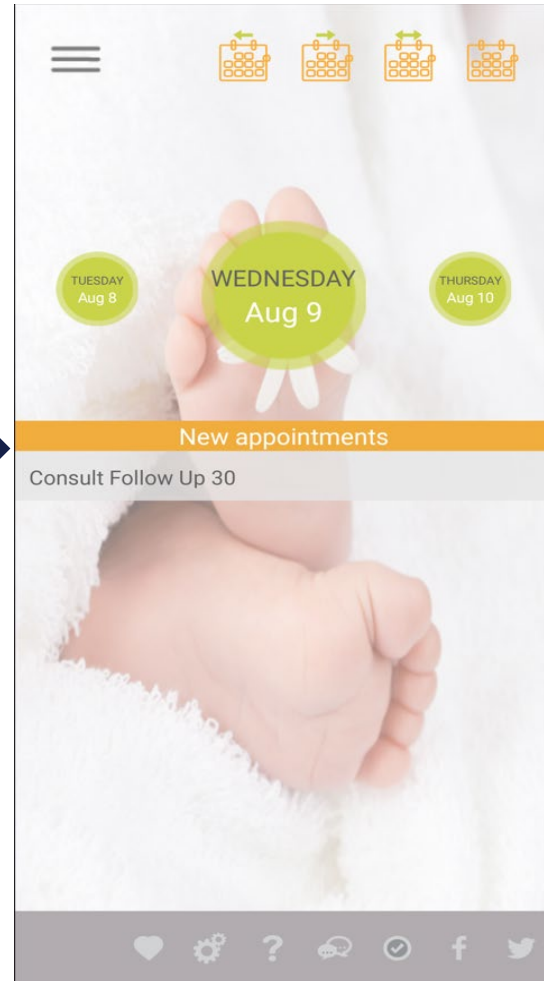 TUESDAY
Aug 8
WEDNESDAY
Aug 9
THURSDAY
Aug 10
New appointments
Consult Follow Up 30